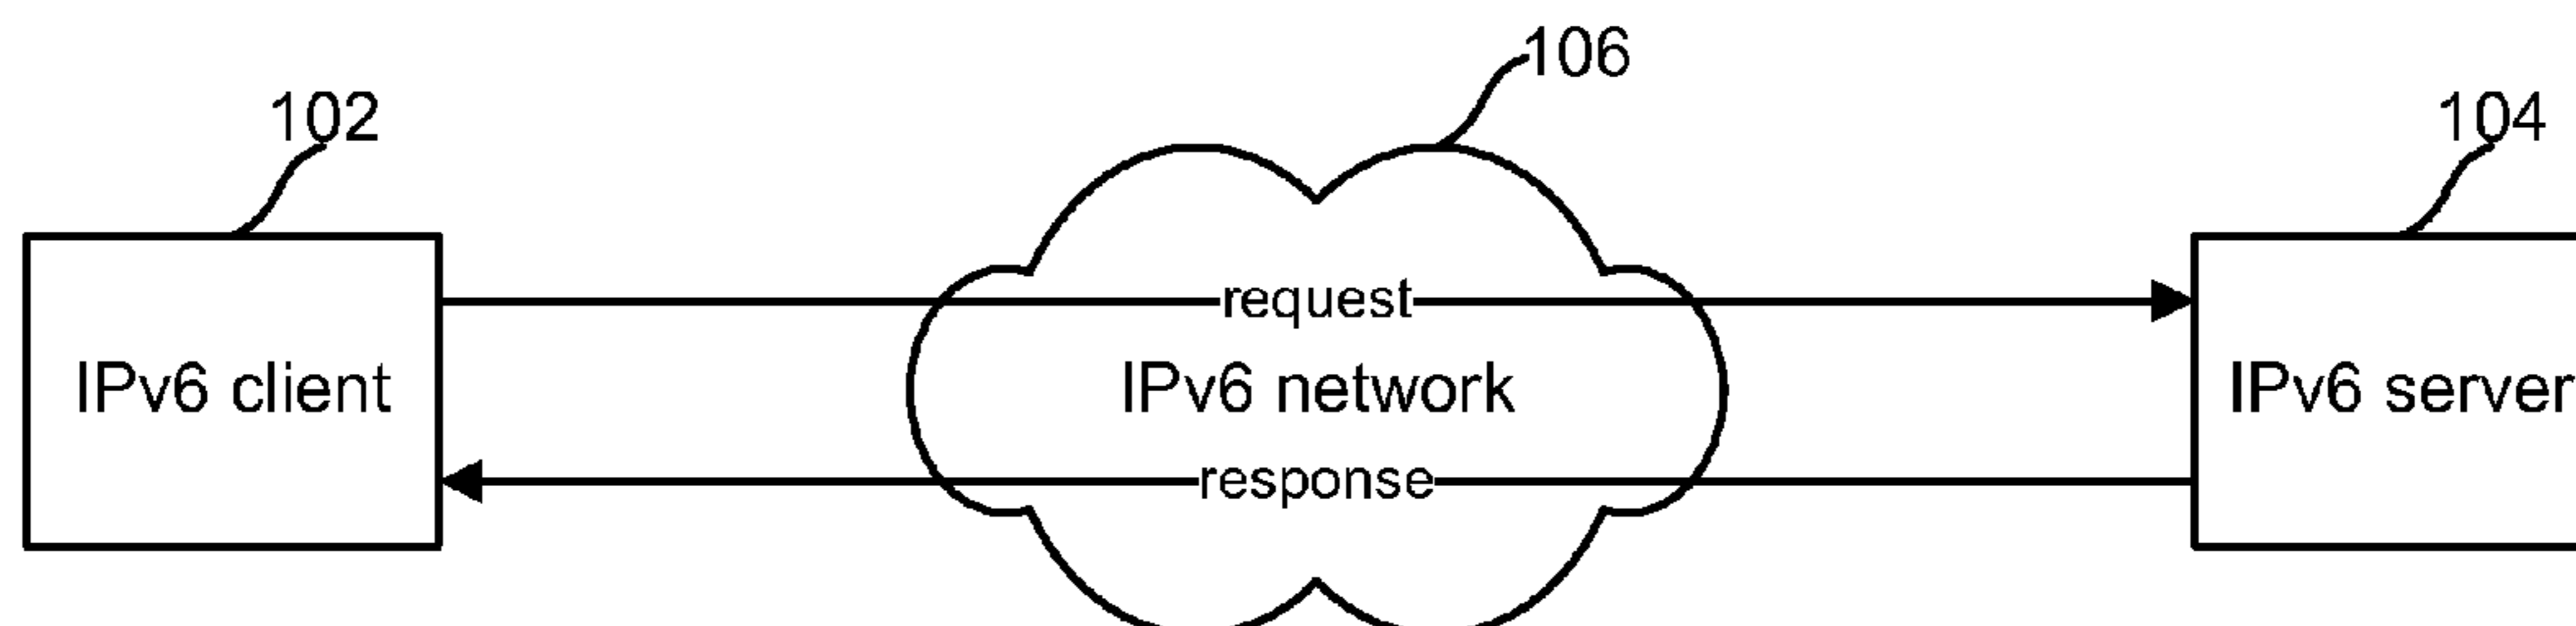 106
102
104
request
IPv6 client
IPv6 network
IPv6 server
response